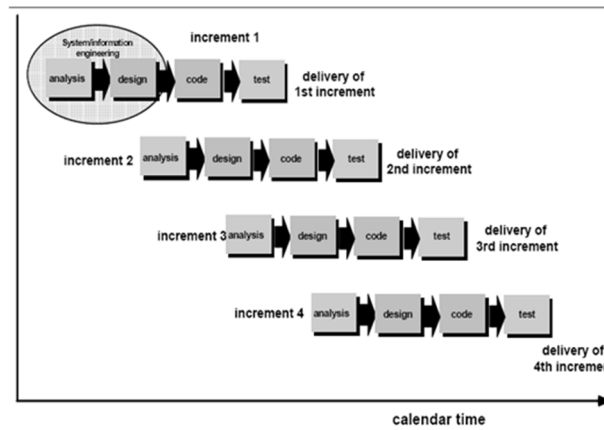 increment 1
System/information
engineering
analysis design code test
delivery of
1st increment
increment 2
analysis design code test
delivery of
2nd increment
increment 3
analysis design code test
delivery of
3rd increment
increment 4
analysis design code test
delivery of
4th increme
calendar time